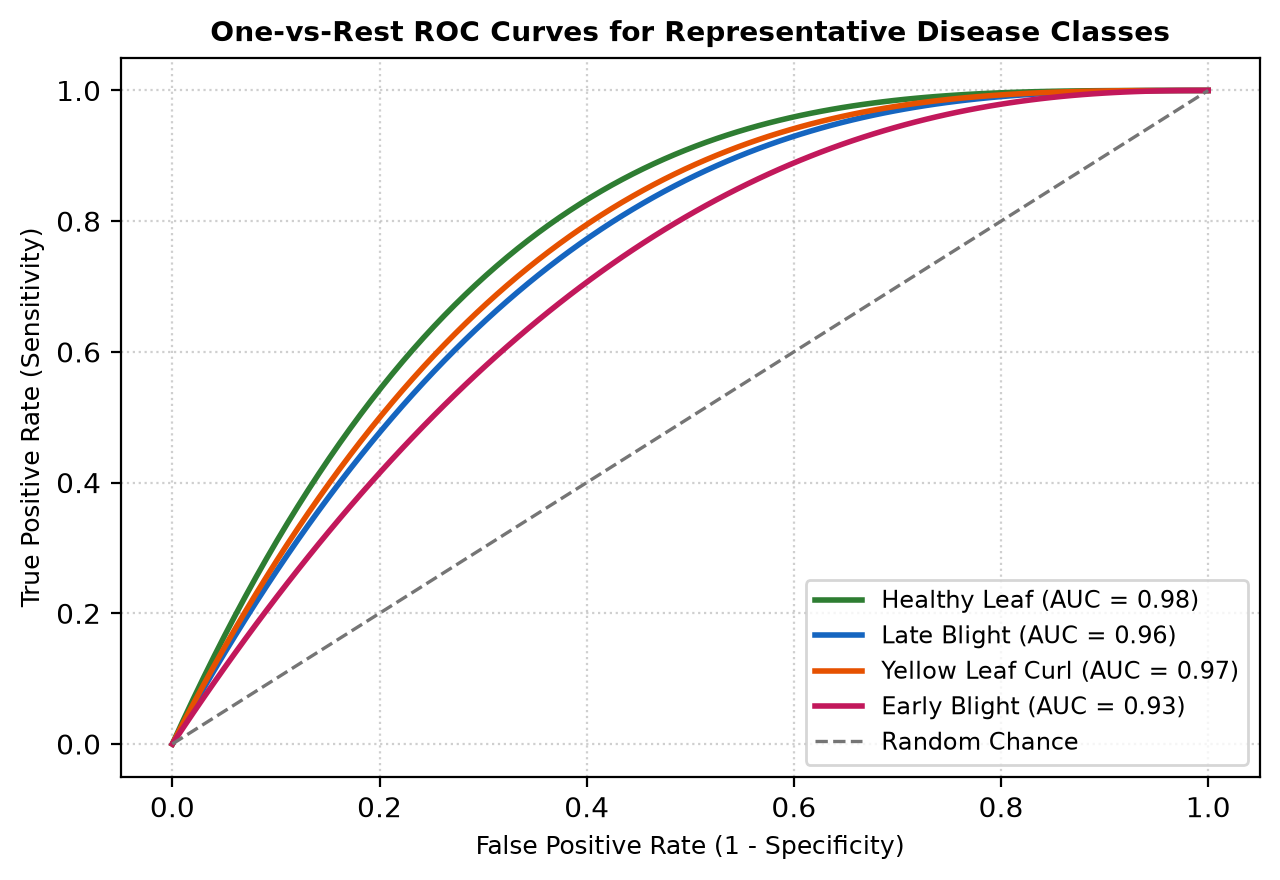 One-vs-Rest ROC Curves for Representative Disease Classes
True Positive Rate (Sensitivity)
1.0
0.8
0.6
0.4
0.2
0.0
Healthy Leaf (AUC = 0.98)
Late Blight (AUC = 0.96)
Yellow Leaf Curl (AUC = 0.97)
Early Blight (AUC = 0.93)
Random Chance
0.0 0.2 0.4 0.6 0.8 1.0
False Positive Rate (1 - Specificity)